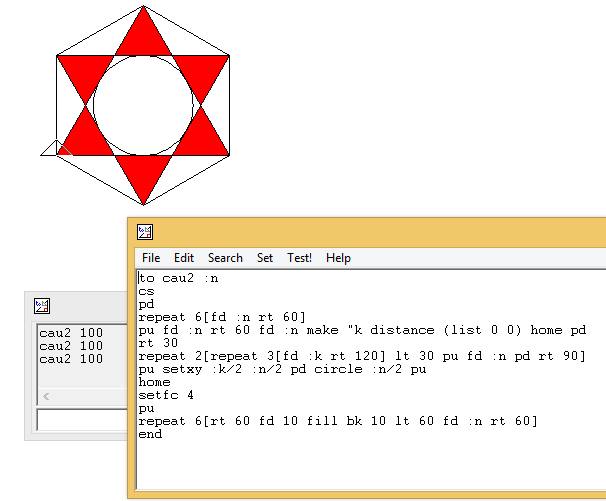 File Edit Search Set Test! Help
to cau2 :n
cs
pd
repeat 6[fd :n rt 60]
pu fd :n rt 60 fd :n make "k distance (list 0 0) home pd
rt 30
repeat 2[repeat 3[fd :k rt 120] lt 30 pu fd :n pd rt 90]
pu setxy :k/2 :n/2 pd circle :n/2 pu
home
setfc 4
pu
repeat 6[rt 60 fd 10 fill bk 10 lt 60 fd :n rt 60]
end
cau2 100
cau2 100
cau2 100